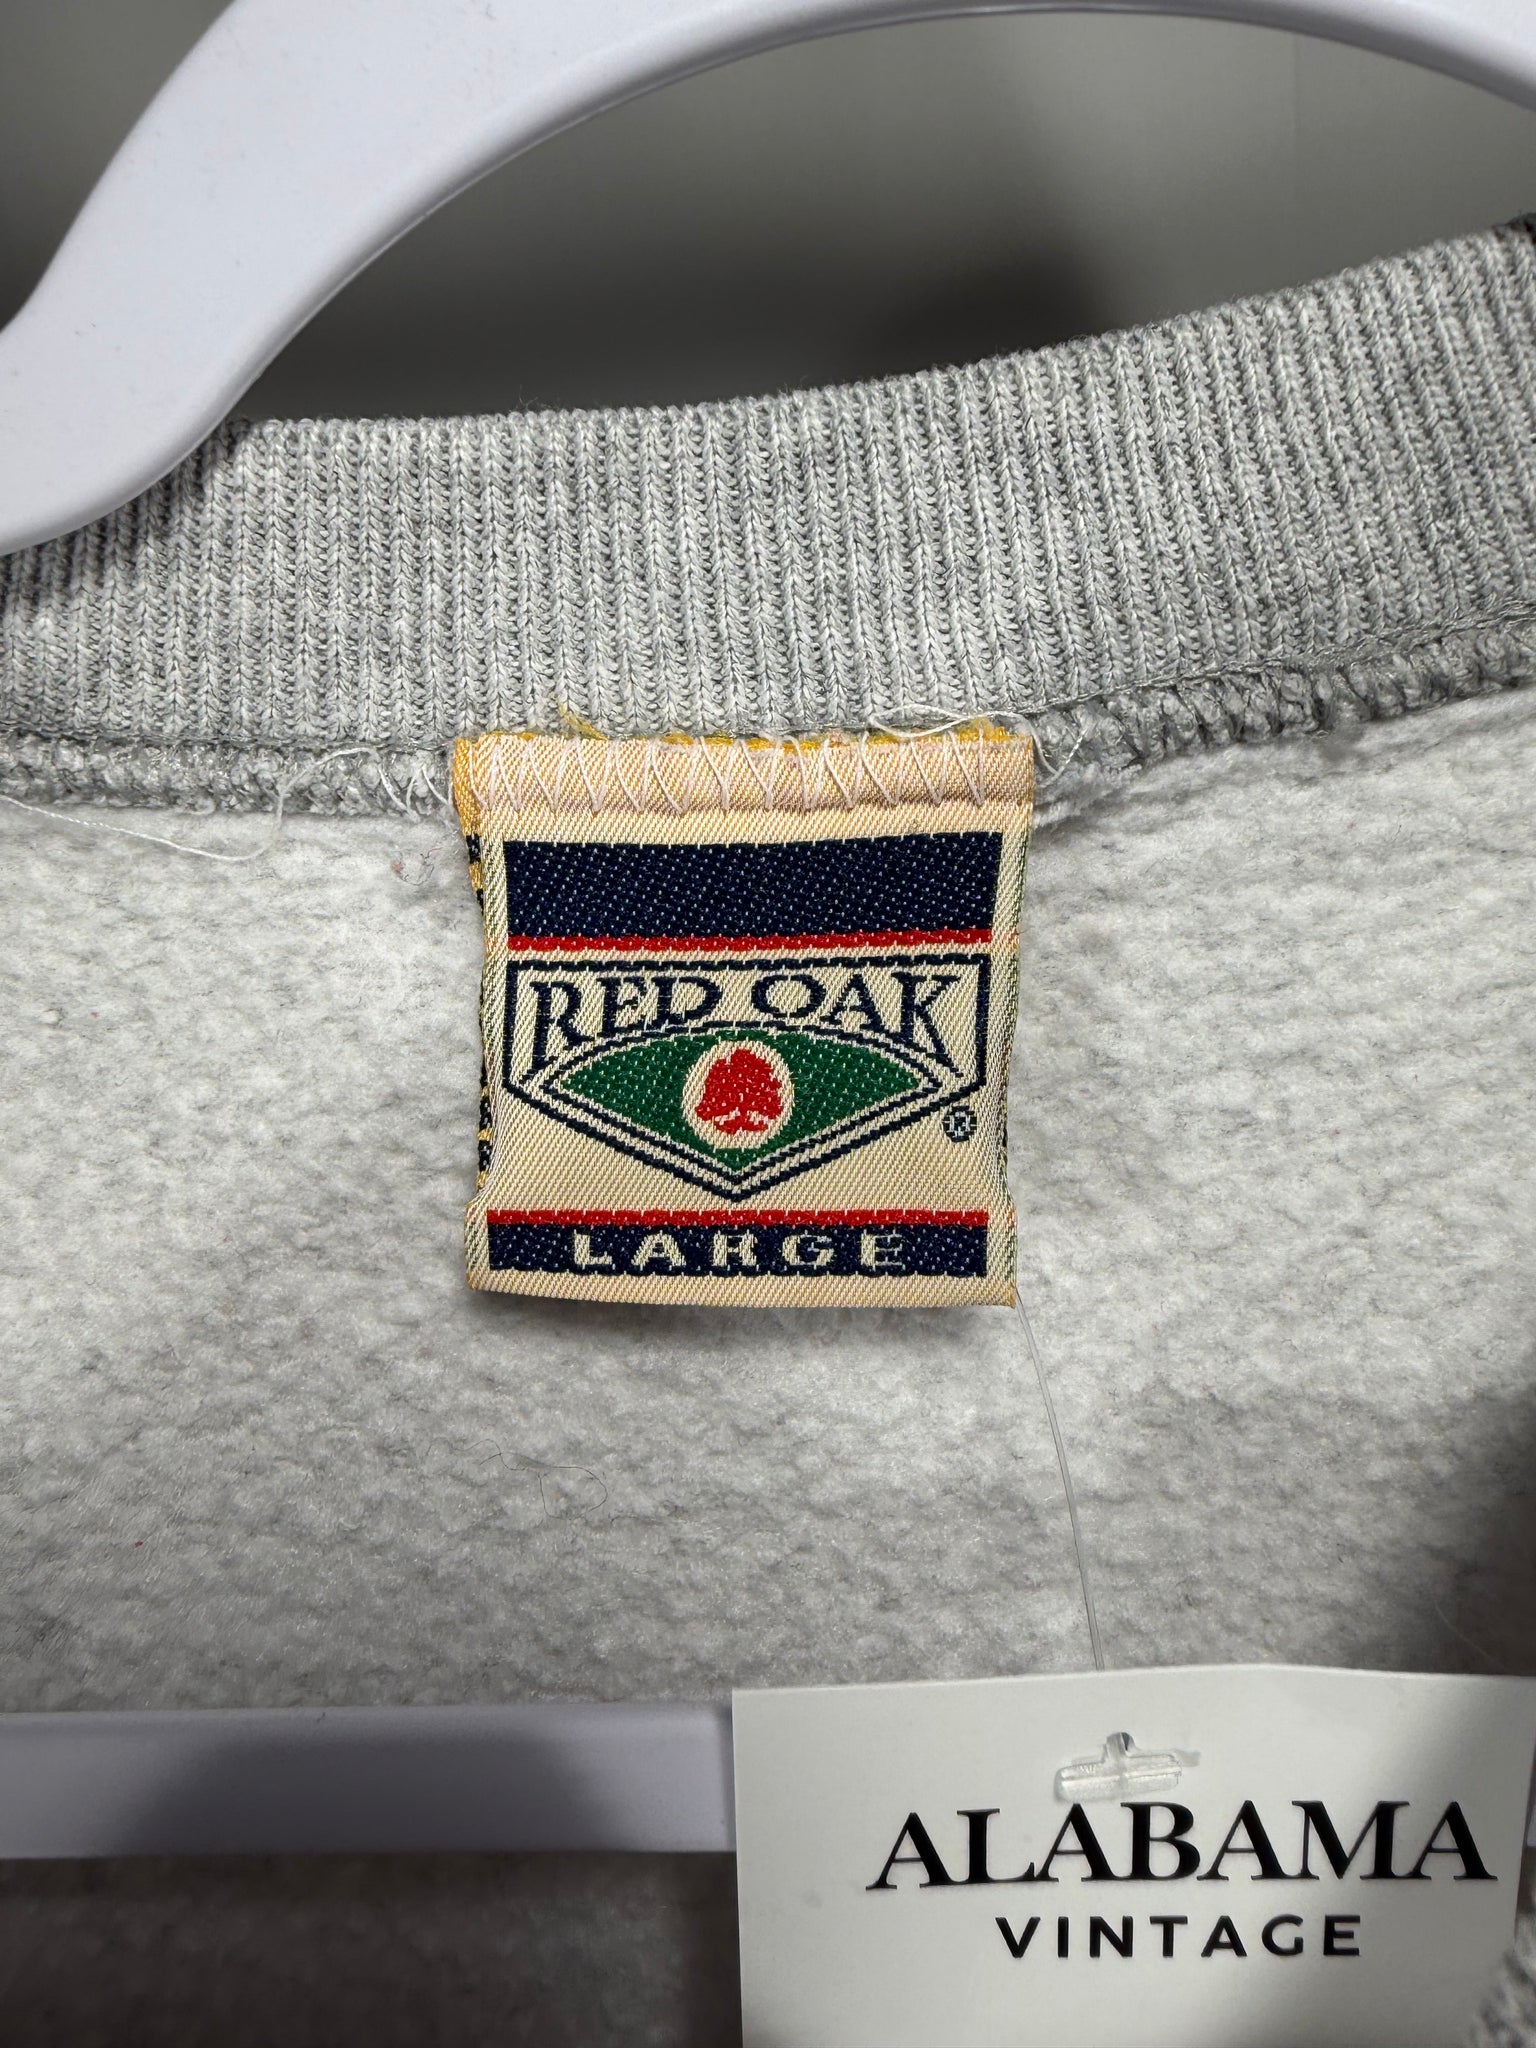 RED OAK
®
LARGE
ALABAMA
VINTAGE